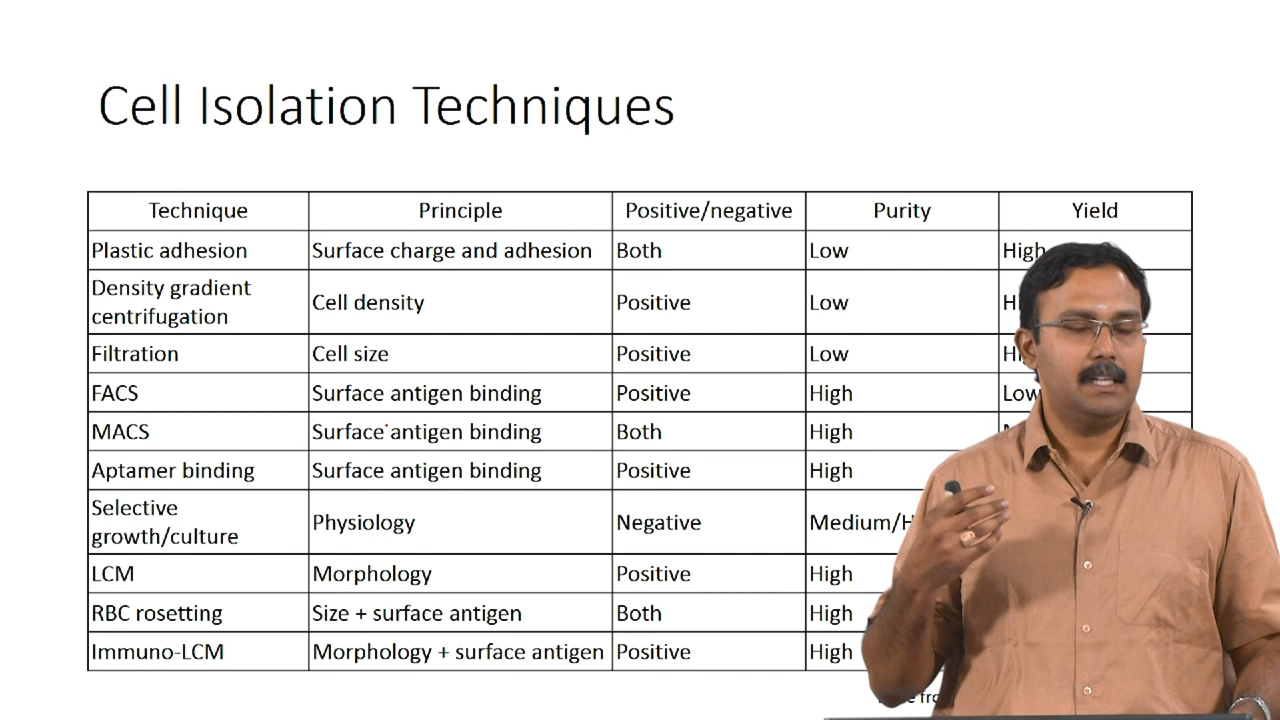 Cell Isolation Techniques
Technique Principle Positive/negative Purity Yield
Plastic adhesion Surface charge and adhesion Both Low High
Density gradient
centrifugation Cell density Positive Low
Filtration Cell size Positive Low
FACS Surface antigen binding Positive High Low
MACS Surface antigen binding Both High
Aptamer binding Surface antigen binding Positive High
Selective
growth/culture Physiology Negative
LCM Morphology Positive High
RBC rosetting Size + surface antigen Both High
Immuno-LCM Morphology + surface antigen Positive High